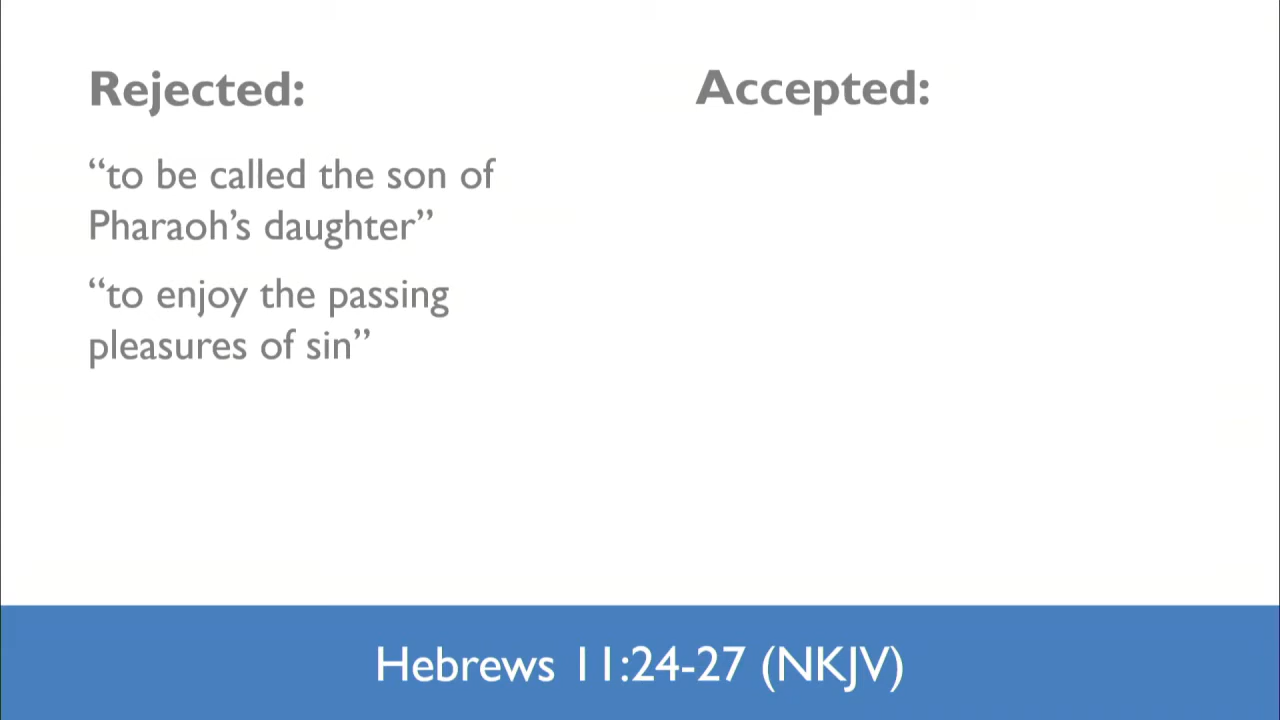 Rejected:
Accepted:
“to be called the son of
Pharaoh’s daughter”
“to enjoy the passing
pleasures of sin”
Hebrews 11:24-27 (NKJV)